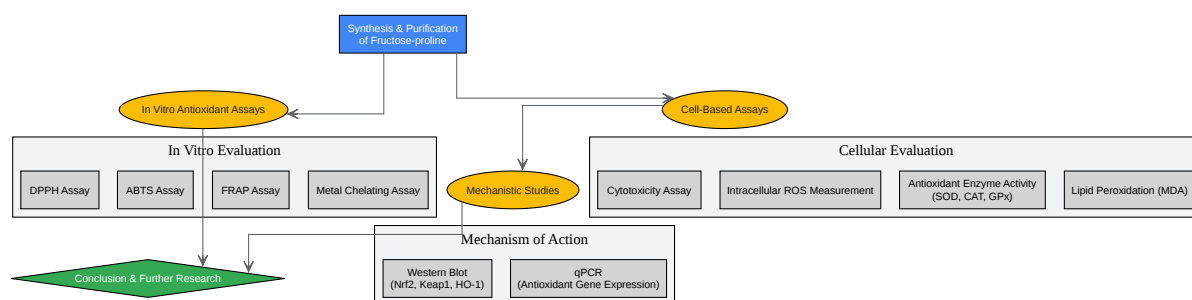 Synthesis & Purification
of Fructose-proline
In Vitro Antioxidant Assays
Cell-Based Assays
In Vitro Evaluation
DPPH Assay
ABTS Assay
FRAP Assay
Metal Chelating Assay
Mechanistic Studies
Cellular Evaluation
Cytotoxicity Assay
Intracellular ROS Measurement
Antioxidant Enzyme Activity
(SOD, CAT, GPx)
Lipid Peroxidation (MDA)
Mechanism of Action
Western Blot
(Nrf2, Keap1, HO-1)
qPCR
(Antioxidant Gene Expression)
Conclusion & Further Research